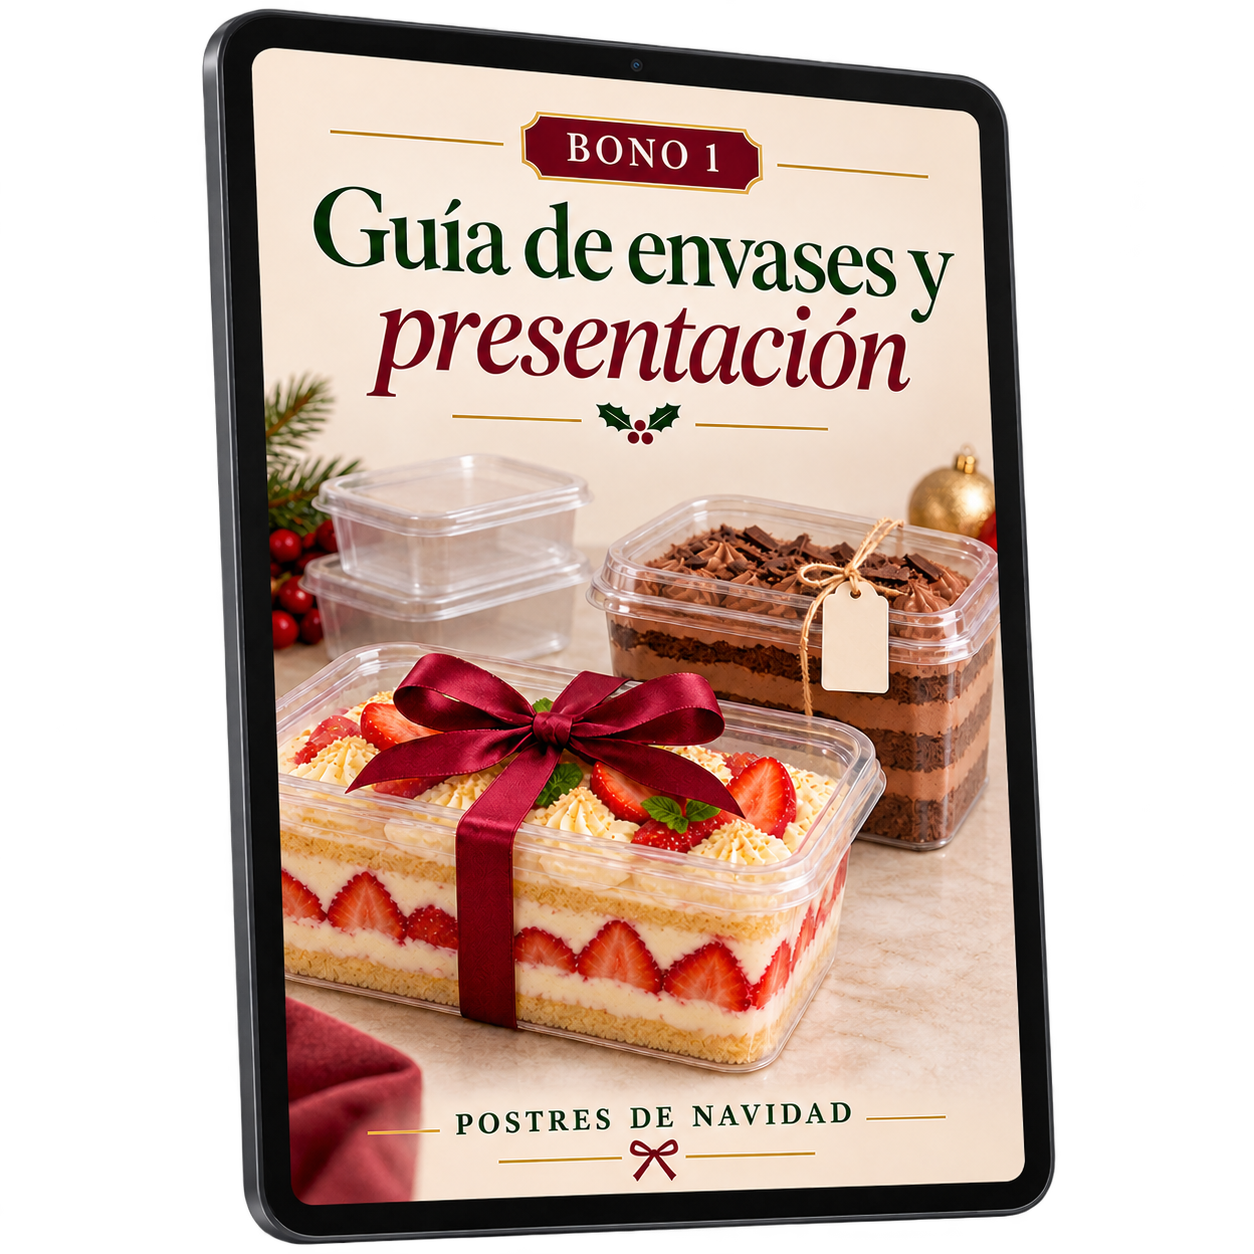 BONO 1
Guía de envases y
presentación
POSTRES DE NAVIDAD